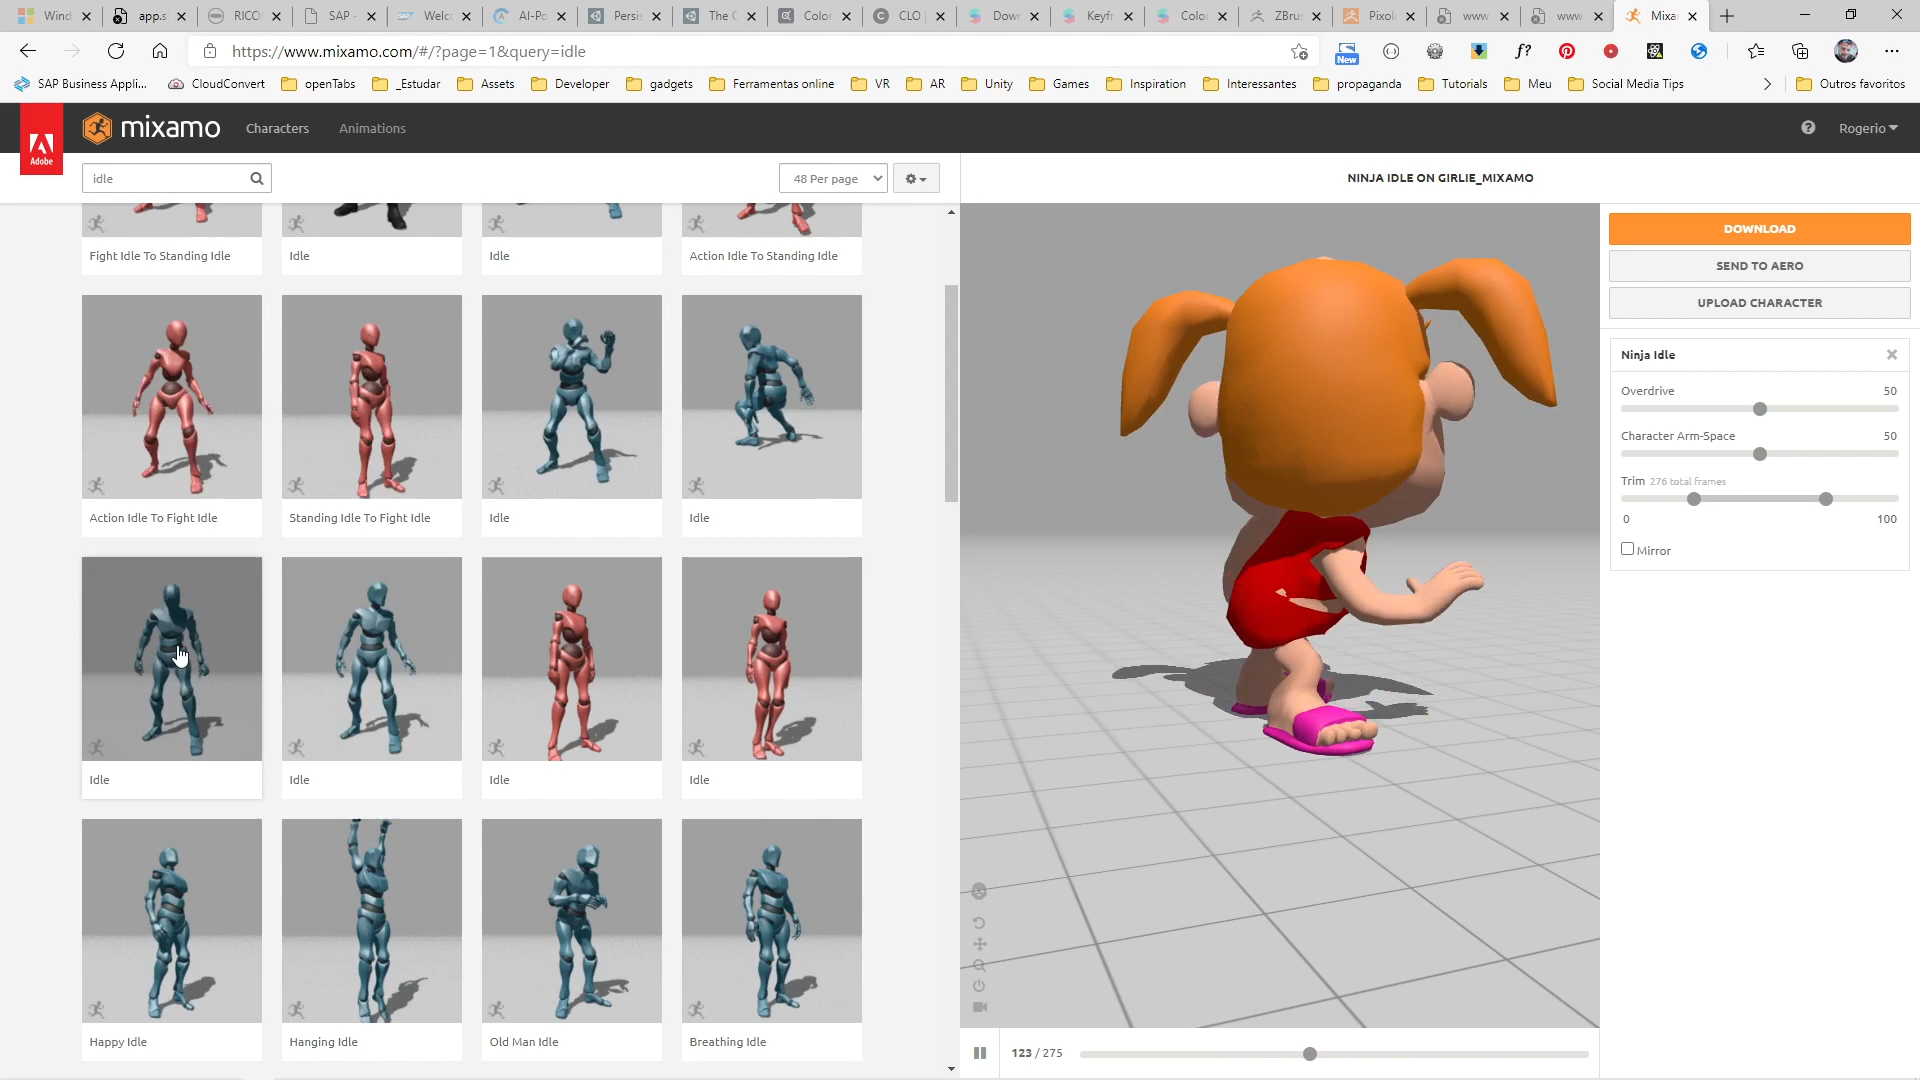 Wind
app.s
RICO
SAP -
Welc
AI-Po
Persis
The C
Color
CLO |
Dow
Keyfr
Color
ZBru
Pixol
www
www
Mixa
https://www.mixamo.com/#/?page=1&query=idle
New
f?
SAP Business Appli...
CloudConvert
openTabs
_Estudar
Assets
Developer
gadgets
Ferramentas online
VR
AR
Unity
Games
Inspiration
Interessantes
propaganda
Tutorials
Meu
Social Media Tips
Outros favoritos
Adobe
mixamo
Characters
Animations
Rogerio
idle
48 Per page
NINJA IDLE ON GIRLIE_MIXAMO
Fight Idle To Standing Idle
Idle
Idle
Action Idle To Standing Idle
Action Idle To Fight Idle
Standing Idle To Fight Idle
Idle
Idle
Idle
Idle
Idle
Idle
Happy Idle
Hanging Idle
Old Man Idle
Breathing Idle
DOWNLOAD
SEND TO AERO
UPLOAD CHARACTER
Ninja Idle
Overdrive 50
Character Arm-Space 50
Trim 276 total frames
0 100
Mirror
123 / 275